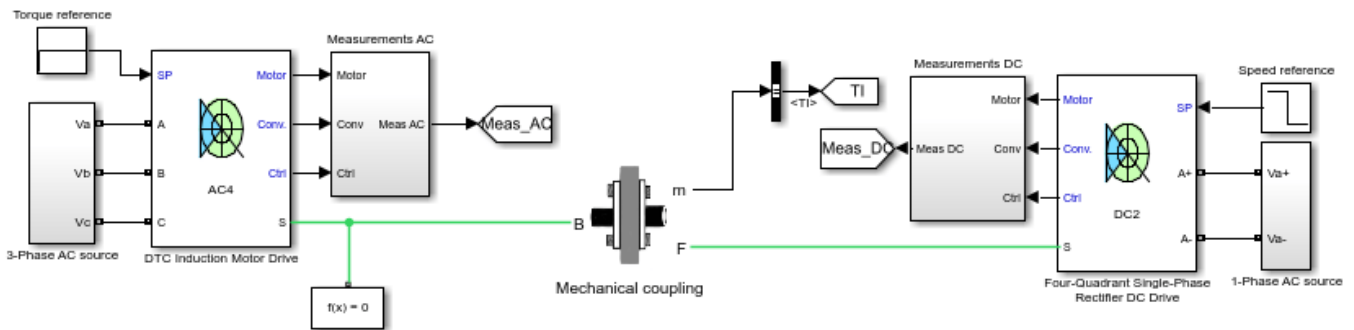 Torque reference
SP
A
B
C
Motor
Conv.
Ctrl
S
AC4
DTC Induction Motor Drive
Va
Vb
Vc
3-Phase AC source
Measurements AC
Motor
Conv
Ctrl
Meas AC
Meas_AC
f(x) = 0
B
m
F
Mechanical coupling
<TI>
TI
Meas_DC
Measurements DC
Motor
Meas DC
Conv
Ctrl
Motor
Conv.
Ctrl
S
SP
A+
A-
DC2
Four-Quadrant Single-Phase
Rectifier DC Drive
Speed reference
Va+
Va-
1-Phase AC source